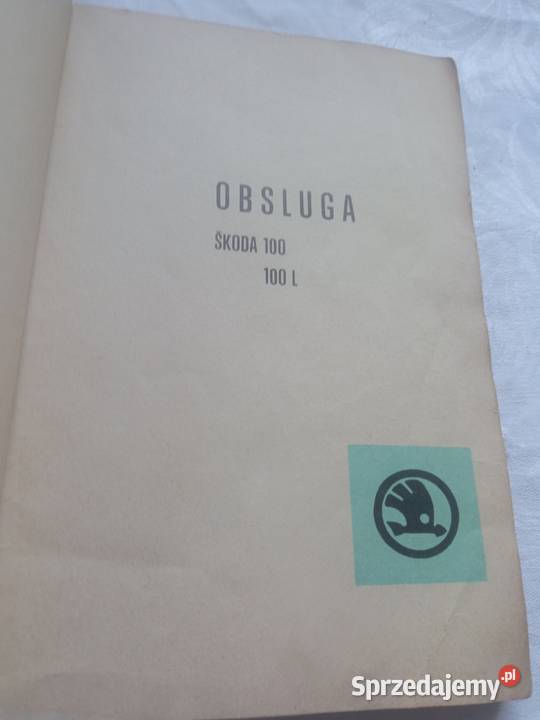 OBSLUGA
ŠKODA 100
100 L
Sprzedajemy.pl